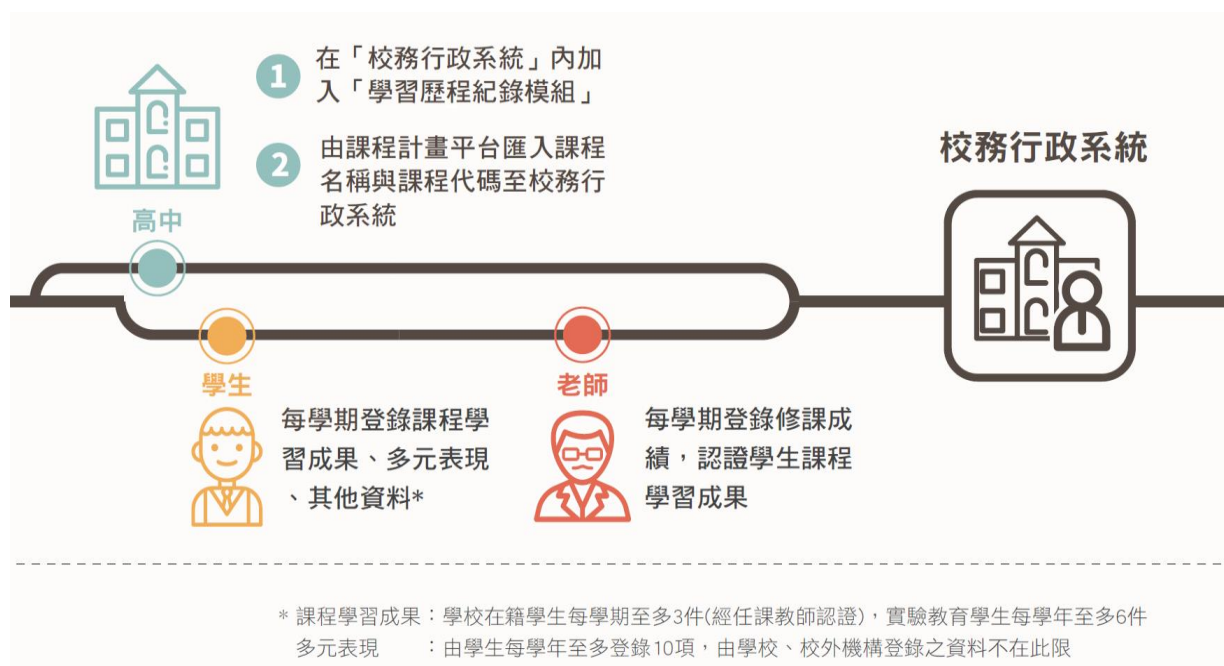 1 在「校務行政系統」內加
入「學習歷程紀錄模組」
2 由課程計畫平台匯入課程
名稱與課程代碼至校務行
政系統
高中
校務行政系統
學生
每學期登錄課程學
習成果、多元表現
、其他資料*
老師
每學期登錄修課成
績，認證學生課程
學習成果
* 課程學習成果：學校在籍學生每學期至多3件(經任課教師認證)，實驗教育學生每學年至多6件
多元表現　　：由學生每學年至多登錄10項，由學校、校外機構登錄之資料不在此限